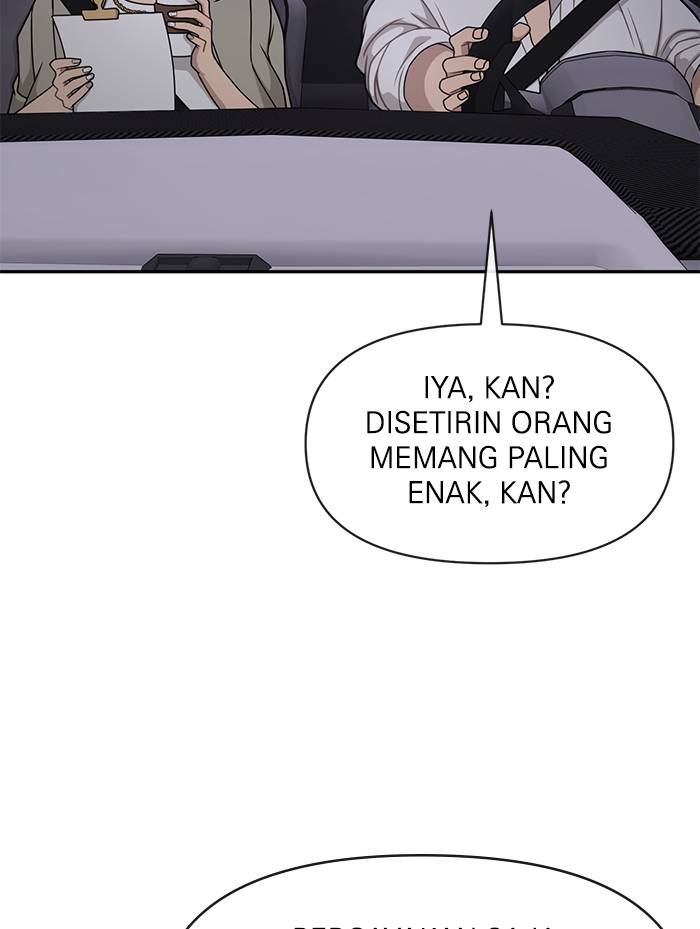 IYA, KAN?
DISETIRIN ORANG
MEMANG PALING
ENAK, KAN?